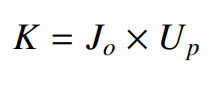 K = J_o × U_p